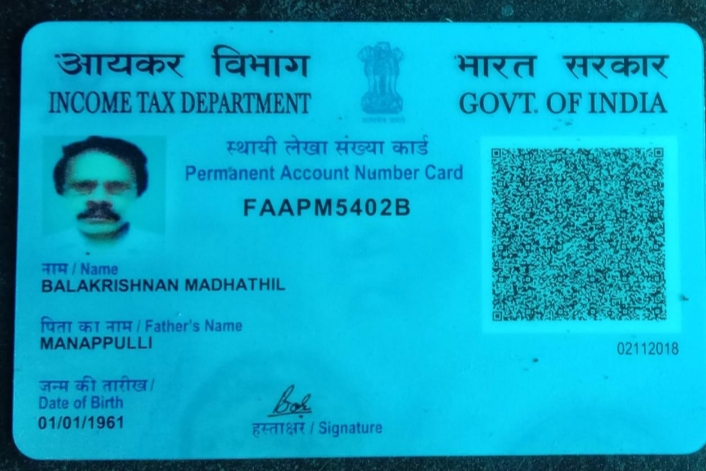 आयकर विभाग
INCOME TAX DEPARTMENT
भारत सरकार
GOVT. OF INDIA
स्थायी लेखा संख्या कार्ड
Permanent Account Number Card
FAAPM5402B
नाम / Name
BALAKRISHNAN MADHATHIL
पिता का नाम / Father's Name
MANAPPULLI
02112018
जन्म की तारीख /
Date of Birth
01/01/1961
हस्ताक्षर / Signature